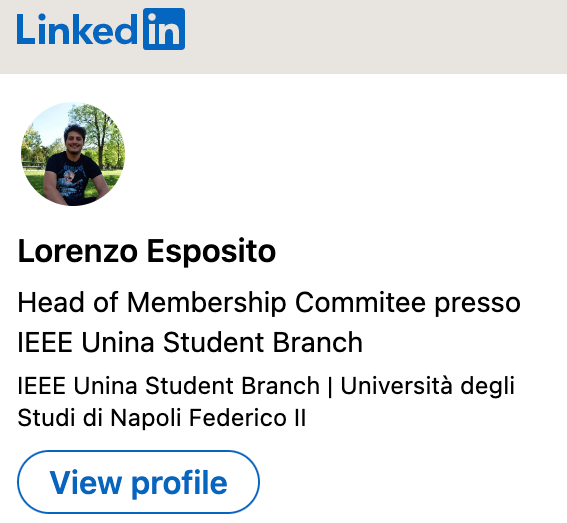 LinkedIn
Lorenzo Esposito
Head of Membership Commitee presso
IEEE Unina Student Branch
IEEE Unina Student Branch | Università degli
Studi di Napoli Federico II
View profile